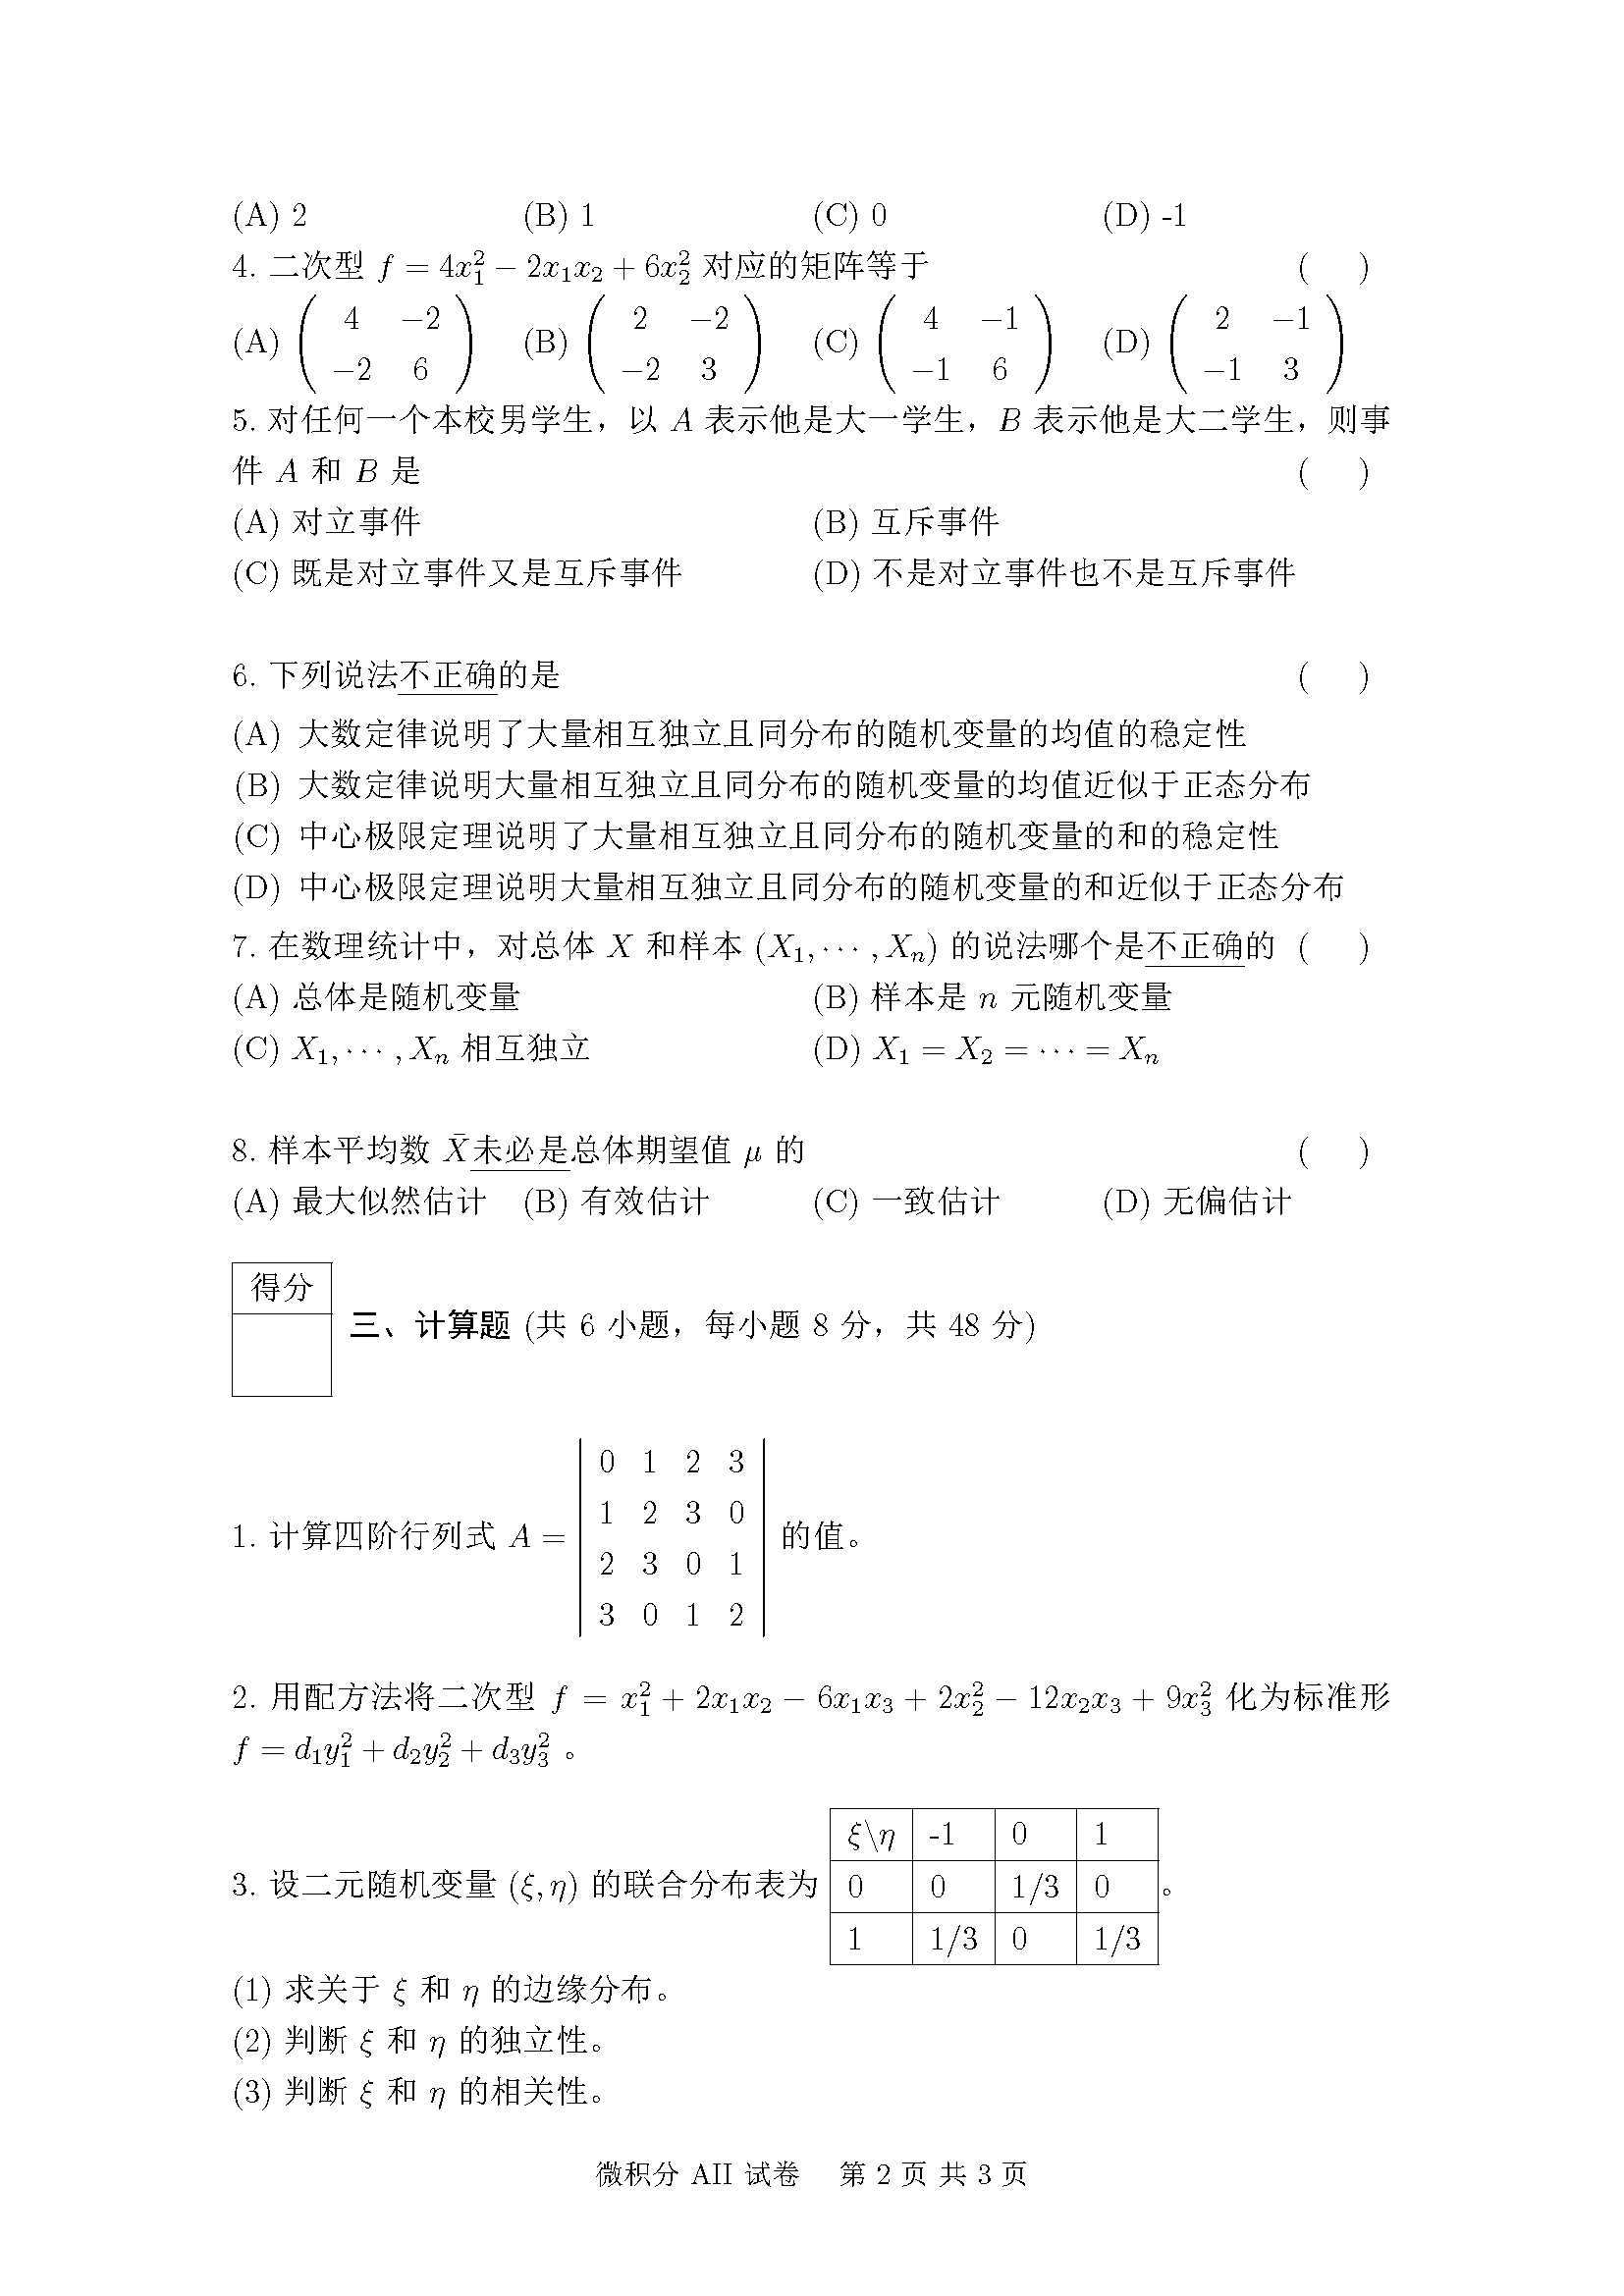 (A) 2 (B) 1 (C) 0 (D) -1
4. 二次型 $f = 4x_1^2 - 2x_1x_2 + 6x_2^2$ 对应的矩阵等于 ( )
(A) $\begin{pmatrix} 4 & -2 \\ -2 & 6 \end{pmatrix}$ (B) $\begin{pmatrix} 2 & -2 \\ -2 & 3 \end{pmatrix}$ (C) $\begin{pmatrix} 4 & -1 \\ -1 & 6 \end{pmatrix}$ (D) $\begin{pmatrix} 2 & -1 \\ -1 & 3 \end{pmatrix}$
5. 对任何一个本校男学生，以 $A$ 表示他是大一学生，$B$ 表示他是大二学生，则事
件 $A$ 和 $B$ 是 ( )
(A) 对立事件 (B) 互斥事件
(C) 既是对立事件又是互斥事件 (D) 不是对立事件也不是互斥事件
6. 下列说法不正确的是 ( )
(A) 大数定律说明了大量相互独立且同分布的随机变量的均值的稳定性
(B) 大数定律说明大量相互独立且同分布的随机变量的均值近似于正态分布
(C) 中心极限定理说明了大量相互独立且同分布的随机变量的和的稳定性
(D) 中心极限定理说明大量相互独立且同分布的随机变量的和近似于正态分布
7. 在数理统计中，对总体 $X$ 和样本 $(X_1, \cdots, X_n)$ 的说法哪个是不正确的 ( )
(A) 总体是随机变量 (B) 样本是 $n$ 元随机变量
(C) $X_1, \cdots, X_n$ 相互独立 (D) $X_1 = X_2 = \cdots = X_n$
8. 样本平均数 $\bar{X}$未必是总体期望值 $\mu$ 的 ( )
(A) 最大似然估计 (B) 有效估计 (C) 一致估计 (D) 无偏估计
得分
三、计算题 (共 6 小题，每小题 8 分，共 48 分)
1. 计算四阶行列式 $A = \begin{vmatrix} 0 & 1 & 2 & 3 \\ 1 & 2 & 3 & 0 \\ 2 & 3 & 0 & 1 \\ 3 & 0 & 1 & 2 \end{vmatrix}$ 的值。
2. 用配方法将二次型 $f = x_1^2 + 2x_1x_2 - 6x_1x_3 + 2x_2^2 - 12x_2x_3 + 9x_3^2$ 化为标准形
$f = d_1y_1^2 + d_2y_2^2 + d_3y_3^2$ 。
3. 设二元随机变量 $(\xi, \eta)$ 的联合分布表为
$\xi \backslash \eta$ -1 0 1
0 0 1/3 0 。
1 1/3 0 1/3
(1) 求关于 $\xi$ 和 $\eta$ 的边缘分布。
(2) 判断 $\xi$ 和 $\eta$ 的独立性。
(3) 判断 $\xi$ 和 $\eta$ 的相关性。
微积分 AII 试卷 第 2 页 共 3 页